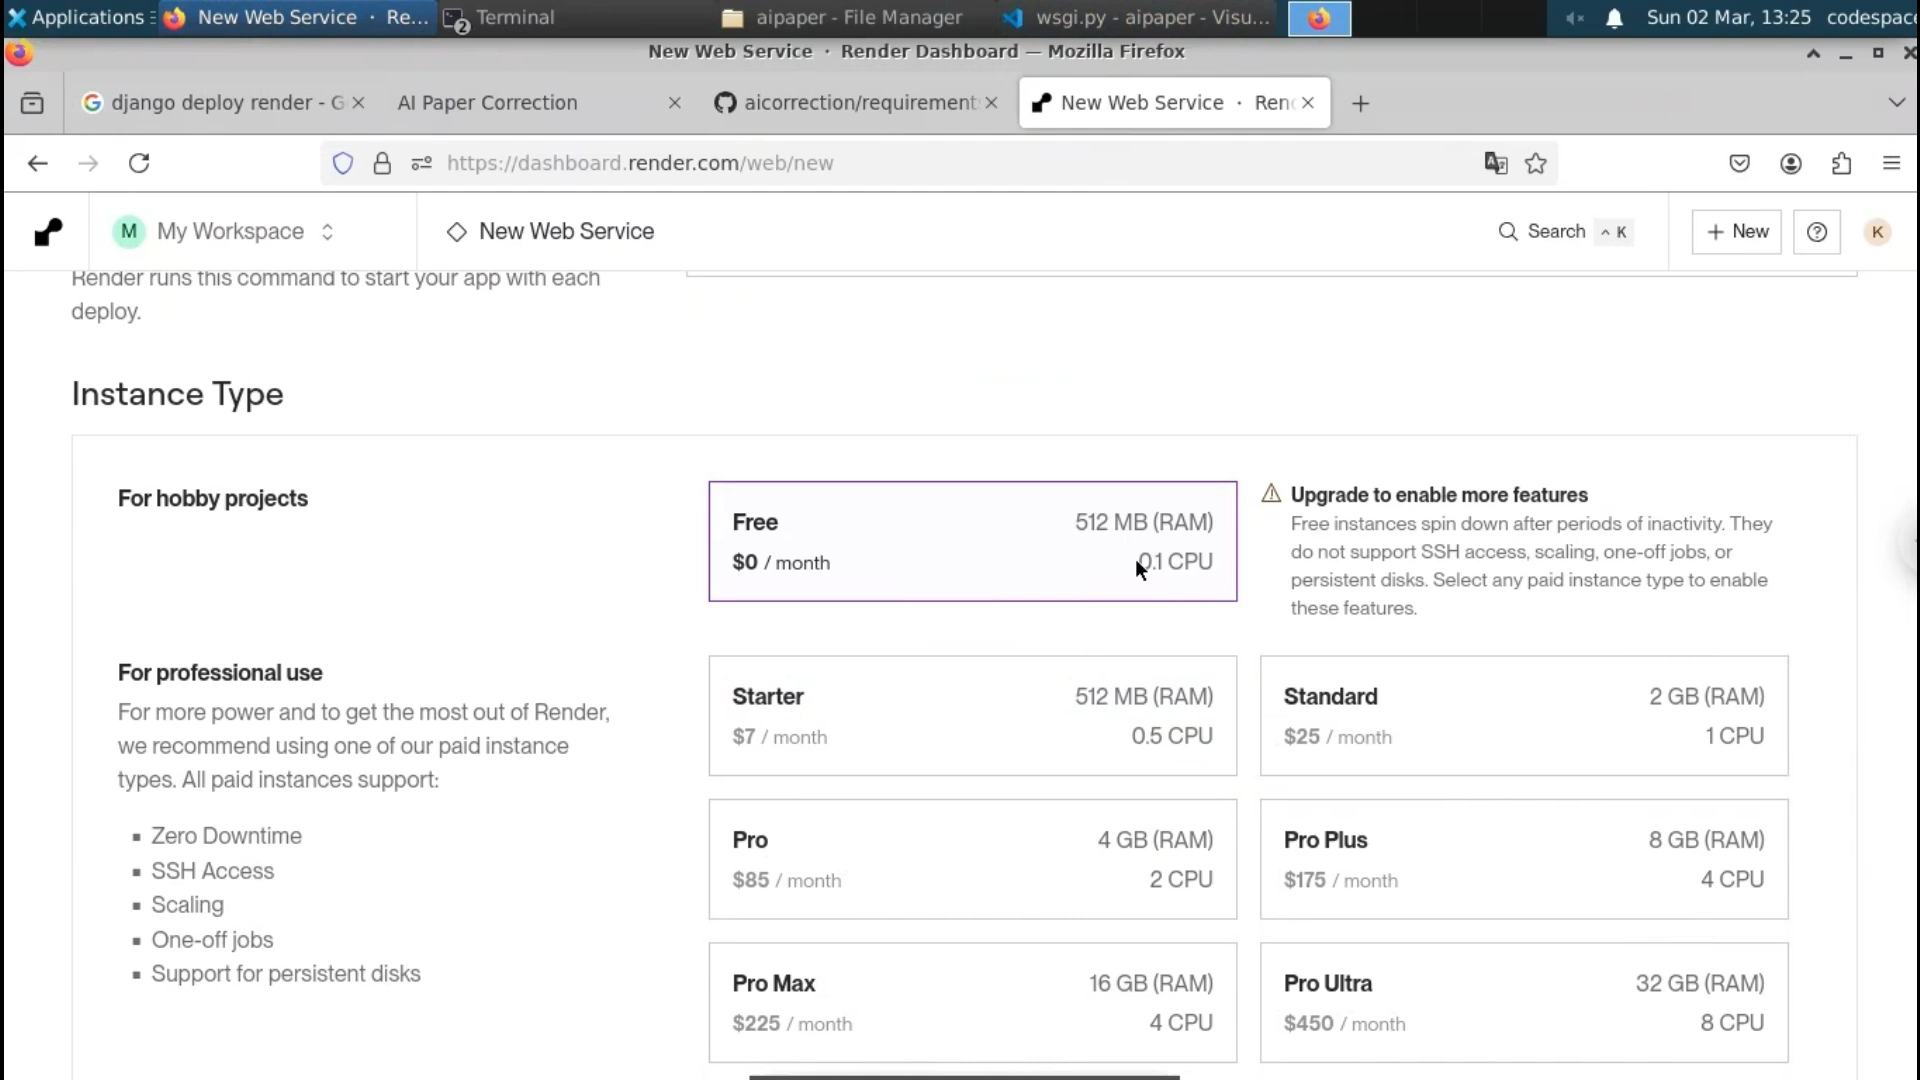 Applications
New Web Service · Re...
2
Terminal
aipaper - File Manager
wsgi.py - aipaper - Visu...
Sun 02 Mar, 13:25
codespace
New Web Service · Render Dashboard — Mozilla Firefox
django deploy render - G
AI Paper Correction
aicorrection/requirement
New Web Service · Ren
https://dashboard.render.com/web/new
M
My Workspace
New Web Service
Search
^ K
+ New
K
Render runs this command to start your app with each
deploy.
Instance Type
For hobby projects
Free
512 MB (RAM)
$0 / month
0.1 CPU
Upgrade to enable more features
Free instances spin down after periods of inactivity. They
do not support SSH access, scaling, one-off jobs, or
persistent disks. Select any paid instance type to enable
these features.
For professional use
For more power and to get the most out of Render,
we recommend using one of our paid instance
types. All paid instances support:
▪ Zero Downtime
▪ SSH Access
▪ Scaling
▪ One-off jobs
▪ Support for persistent disks
Starter
512 MB (RAM)
$7 / month
0.5 CPU
Standard
2 GB (RAM)
$25 / month
1 CPU
Pro
4 GB (RAM)
$85 / month
2 CPU
Pro Plus
8 GB (RAM)
$175 / month
4 CPU
Pro Max
16 GB (RAM)
$225 / month
4 CPU
Pro Ultra
32 GB (RAM)
$450 / month
8 CPU